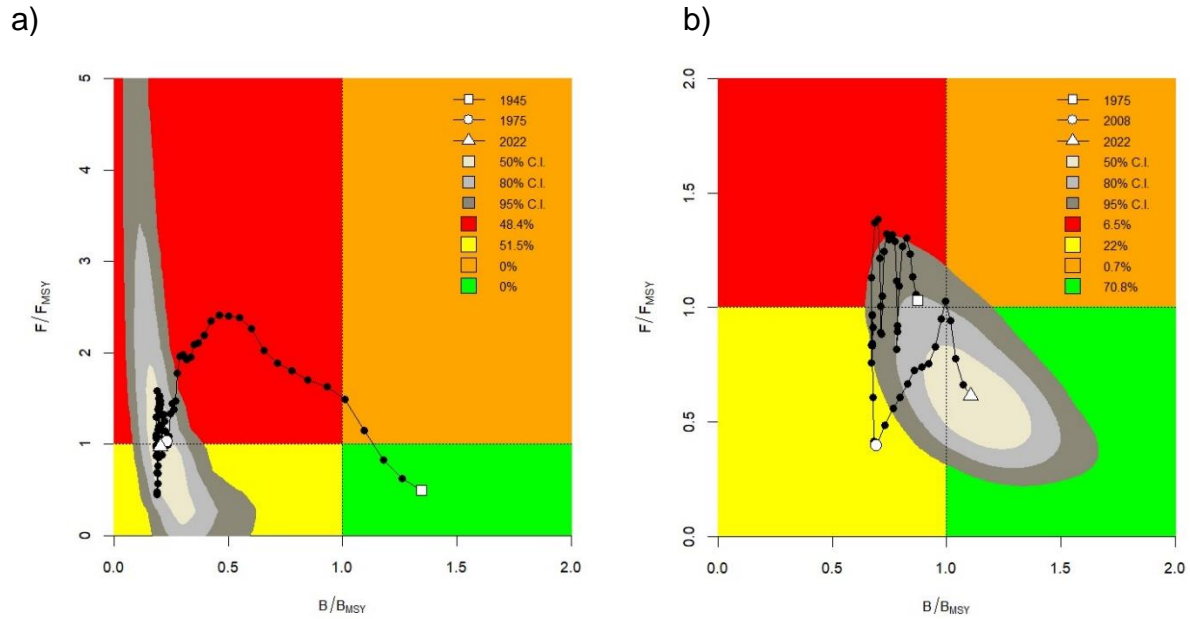 a)
b)
5
4
3
2
1
0
F/FMSY
0.0 0.5 1.0 1.5 2.0
B/BMSY
1945
1975
2022
50% C.I.
80% C.I.
95% C.I.
48.4%
51.5%
0%
0%
2.0
1.5
1.0
0.5
0.0
F/FMSY
0.0 0.5 1.0 1.5 2.0
B/BMSY
1975
2008
2022
50% C.I.
80% C.I.
95% C.I.
6.5%
22%
0.7%
70.8%